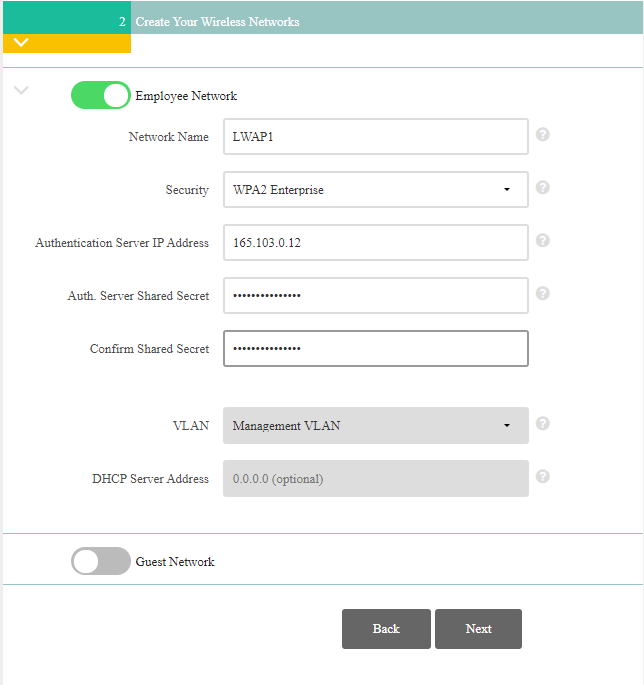 2 Create Your Wireless Networks
Employee Network
Network Name LWAP1 ?
Security WPA2 Enterprise ?
Authentication Server IP Address 165.103.0.12 ?
Auth. Server Shared Secret ••••••••••••••• ?
Confirm Shared Secret •••••••••••••••
VLAN Management VLAN ?
DHCP Server Address 0.0.0.0 (optional) ?
Guest Network
Back Next